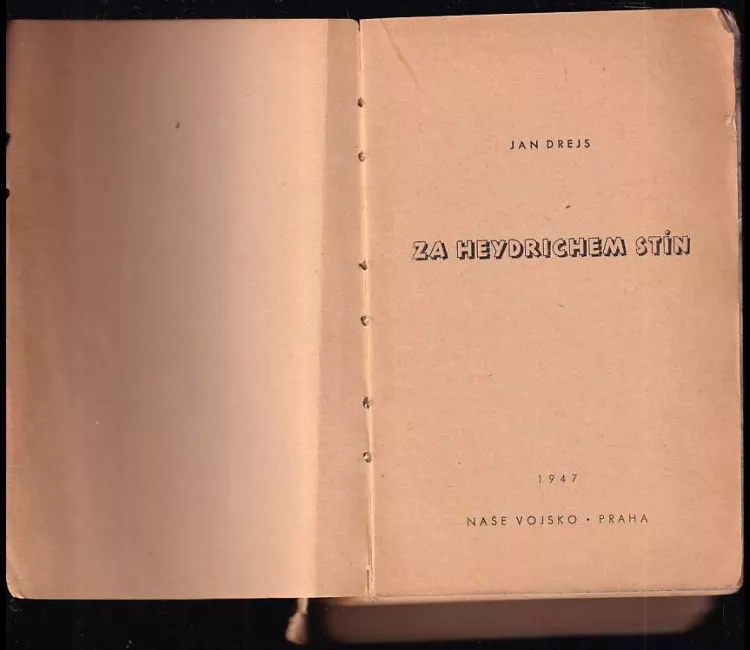 JAN DREJS
ZA HEYDRICHEM STÍN
1947
NAŠE VOJSKO • PRAHA